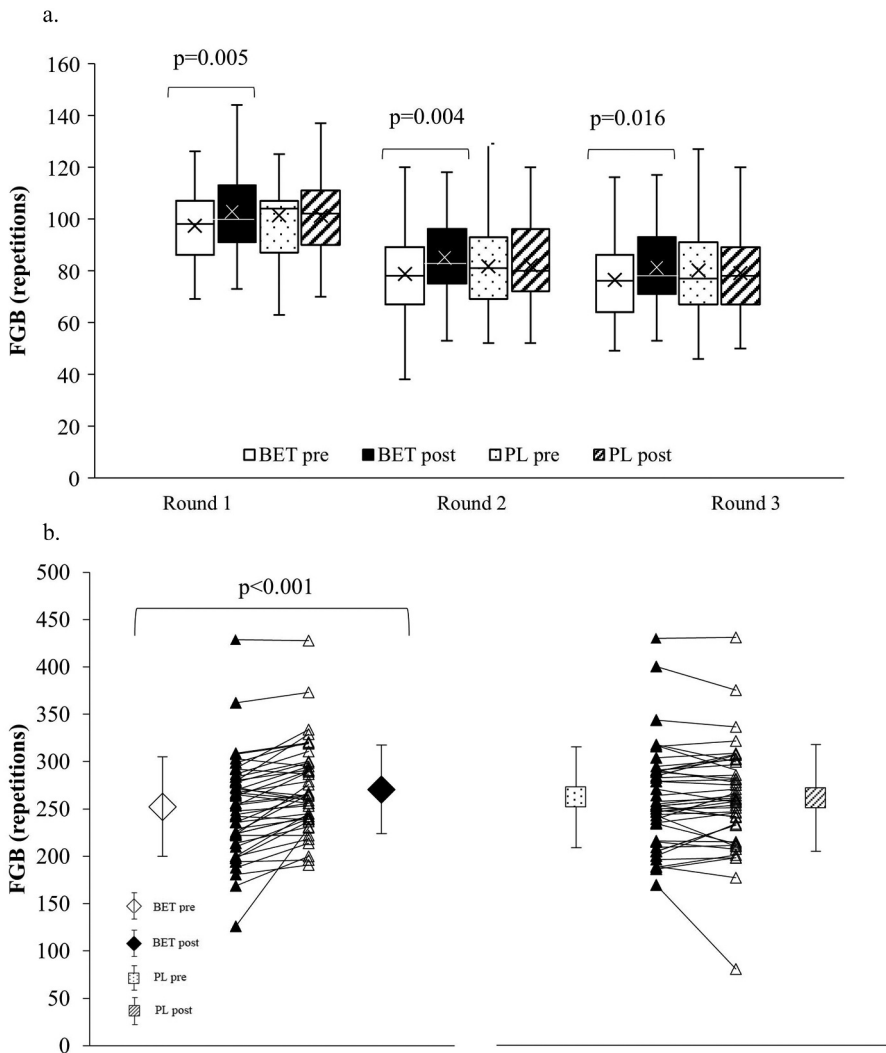 a.
160
140
120
100
80
60
40
20
0
FGB (repetitions)
p=0.005
p=0.004
p=0.016
BET pre BET post PL pre PL post
Round 1 Round 2 Round 3
b.
500
450
400
350
300
250
200
150
100
50
0
FGB (repetitions)
p<0.001
BET pre
BET post
PL pre
PL post